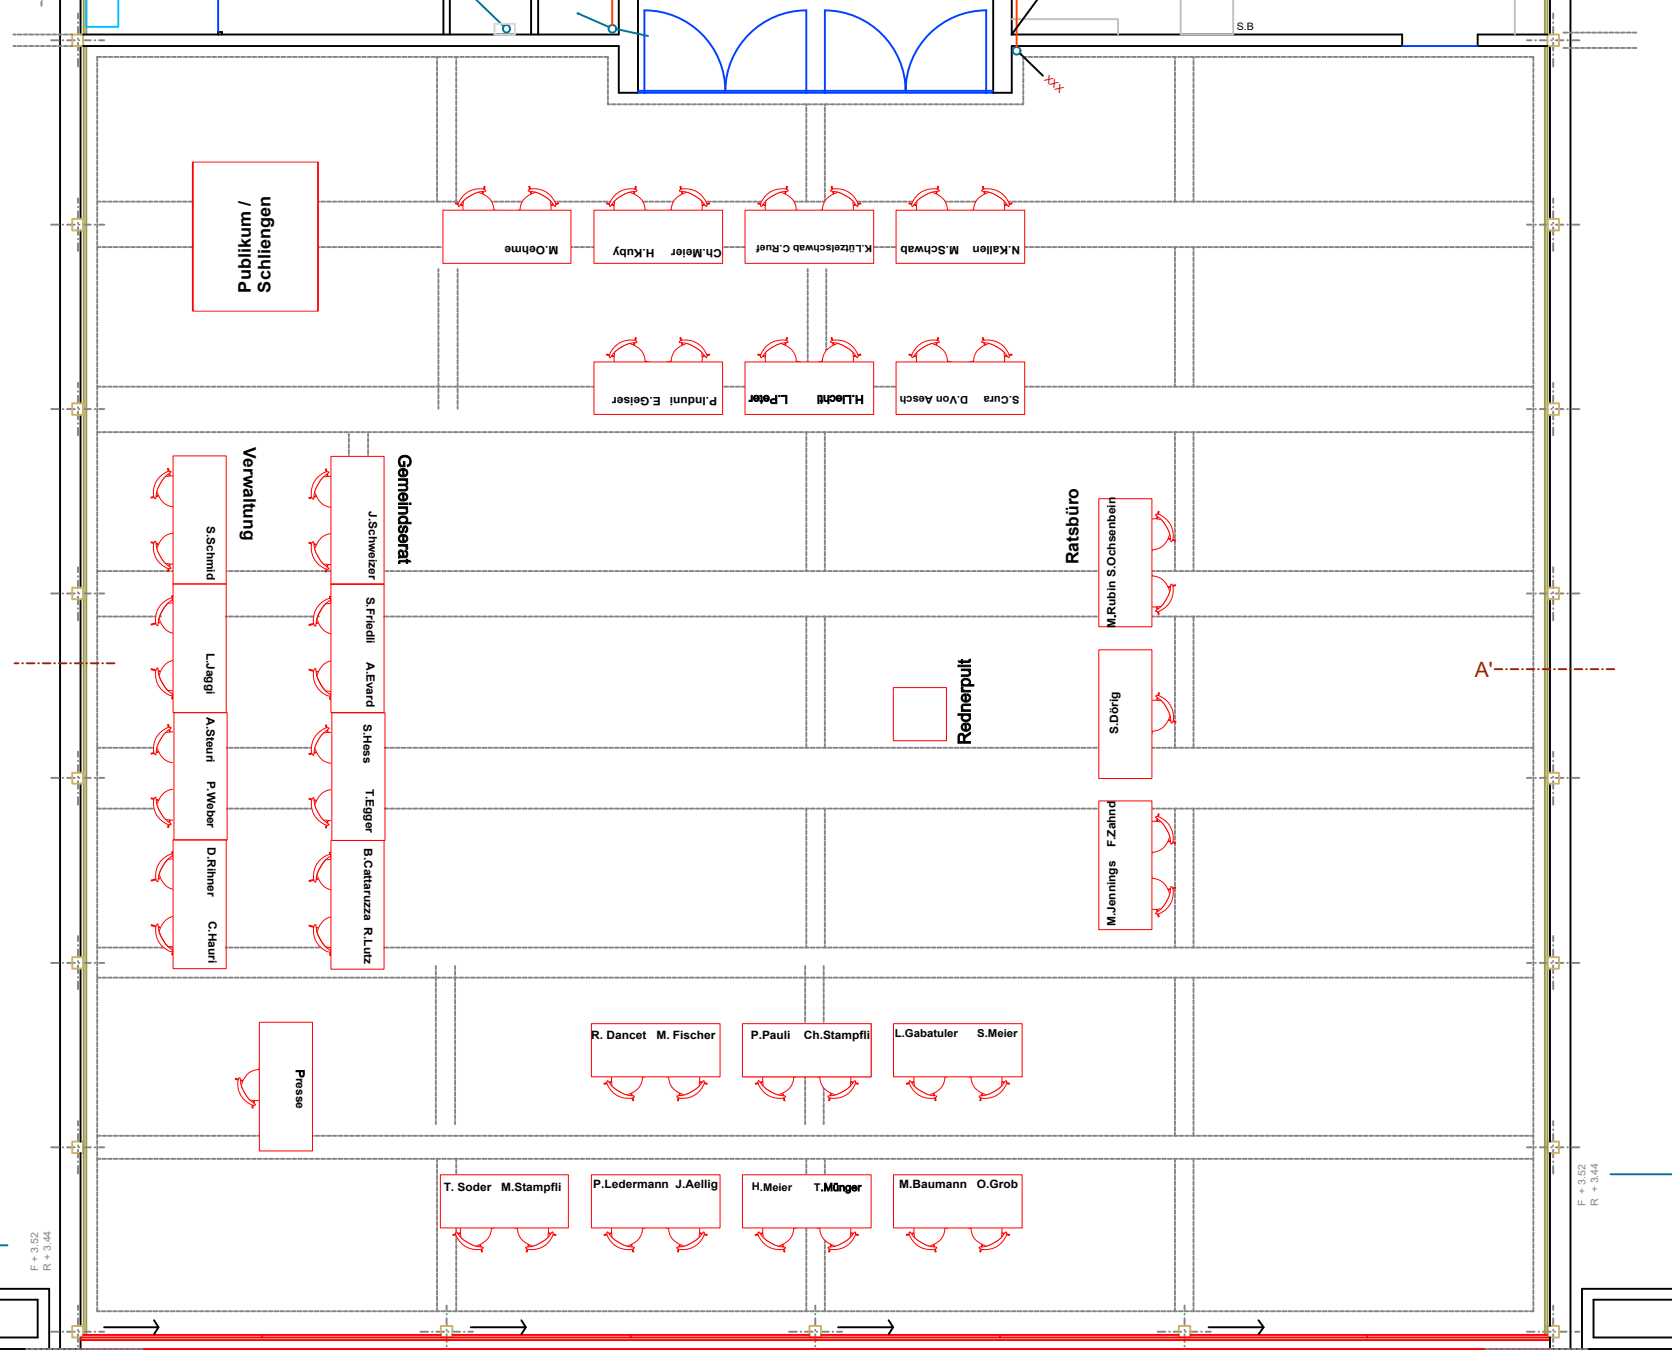 S.B
xxx
Publikum /
Schliengen
M.Oehme
H.Kuby Ch.Meier
C.Ruef K.Lützelschwab
M.Schwab N.Kallen
E.Geiser P.Induni
L.Peter H.Liechti
D.Von Aesch S.Cura
Verwaltung
Gemeindserat
Ratsbüro
S.Schmid
J.Schweizer
M.Rubin S.Ochsenbein
L.Jaggi
S.Friedli A.Evard
Rednerpult
S.Dörig
A'
A.Steuri P.Weber
S.Hess T.Egger
M.Jennings F.Zahnd
D.Rihner C.Hauri
B.Cattaruzza R.Lutz
Presse
R. Dancet M. Fischer
P.Pauli Ch.Stampfli
L.Gabatuler S.Meier
T. Soder M.Stampfli
P.Ledermann J.Aellig
H.Meier T.Münger
M.Baumann O.Grob
F + 3.52
R + 3.44
F + 3.52
R + 3.44